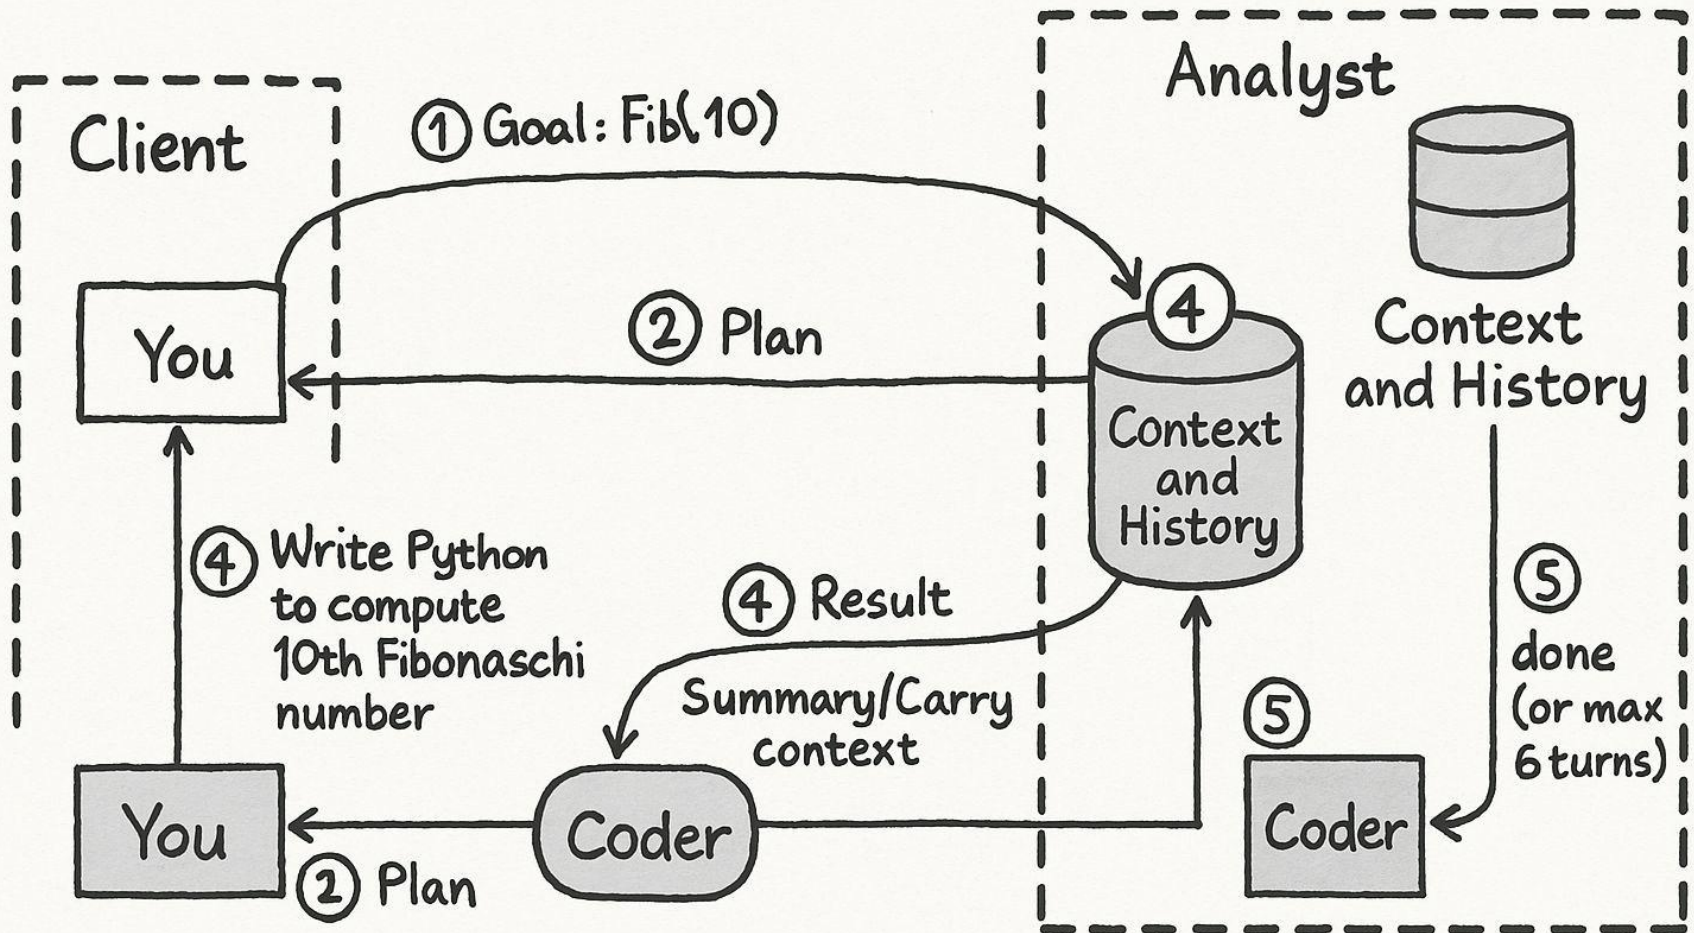 Client
Analyst
① Goal: Fib(10)
You
② Plan
④
Context
and
History
Context
and History
④ Write Python
to compute
10th Fibonaschi
number
④ Result
Summary/Carry
context
⑤
done
(or max
6 turns)
⑤
You
Coder
Coder
② Plan